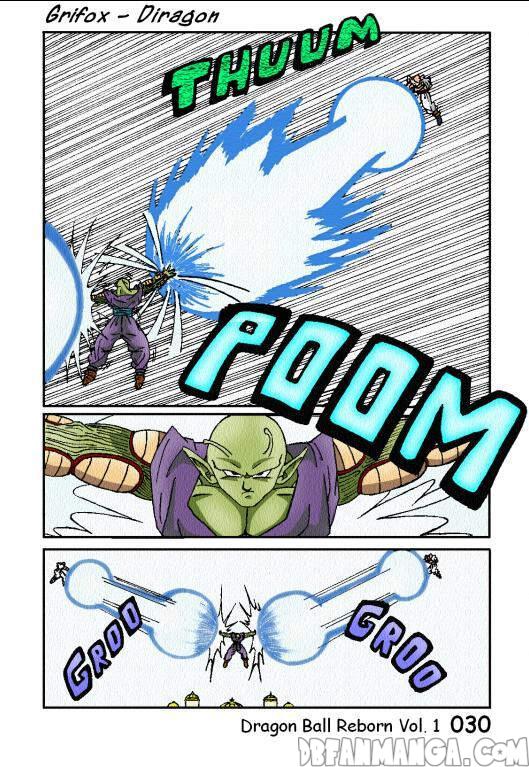 Grifox - Diragon
THUUM
POOM
GROO
GROO
Dragon Ball Reborn Vol. 1 030
DBFANMANGA.COM